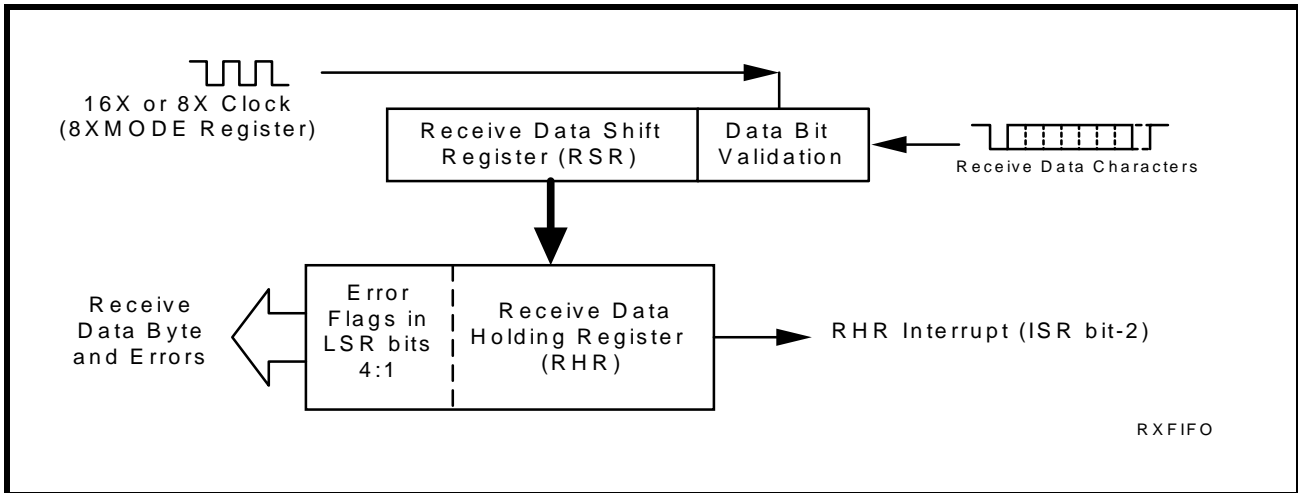 16X or 8X Clock
(8XMODE Register)
Receive Data Shift
Register (RSR)
Data Bit
Validation
Receive Data Characters
Receive
Data Byte
and Errors
Error
Flags in
LSR bits
4:1
Receive Data
Holding Register
(RHR)
RHR Interrupt (ISR bit-2)
RXFIFO